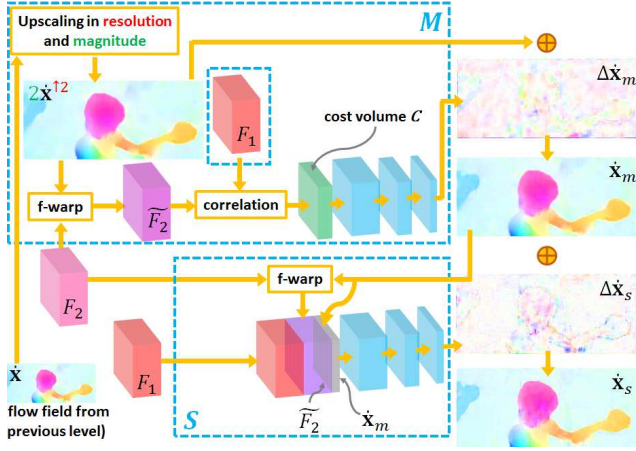 Upscaling in resolution
and magnitude
M
2ẋ↑2
F₁
cost volume C
Δẋₘ
f-warp
F̃₂
correlation
ẋₘ
F₂
f-warp
Δẋₛ
F₁
ẋ
flow field from
previous level)
S
F̃₂
ẋₘ
ẋₛ